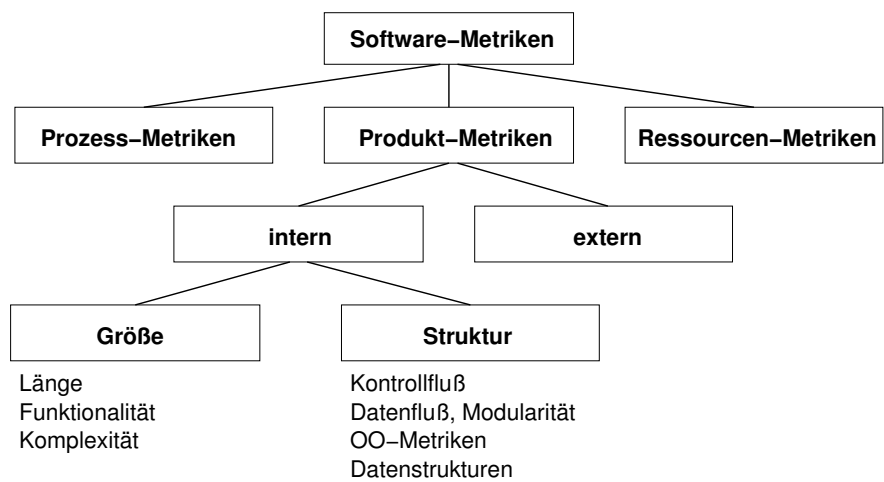 Software–Metriken
Prozess–Metriken
Produkt–Metriken
Ressourcen–Metriken
intern
extern
Größe
Struktur
Länge
Funktionalität
Komplexität
Kontrollfluß
Datenfluß, Modularität
OO–Metriken
Datenstrukturen